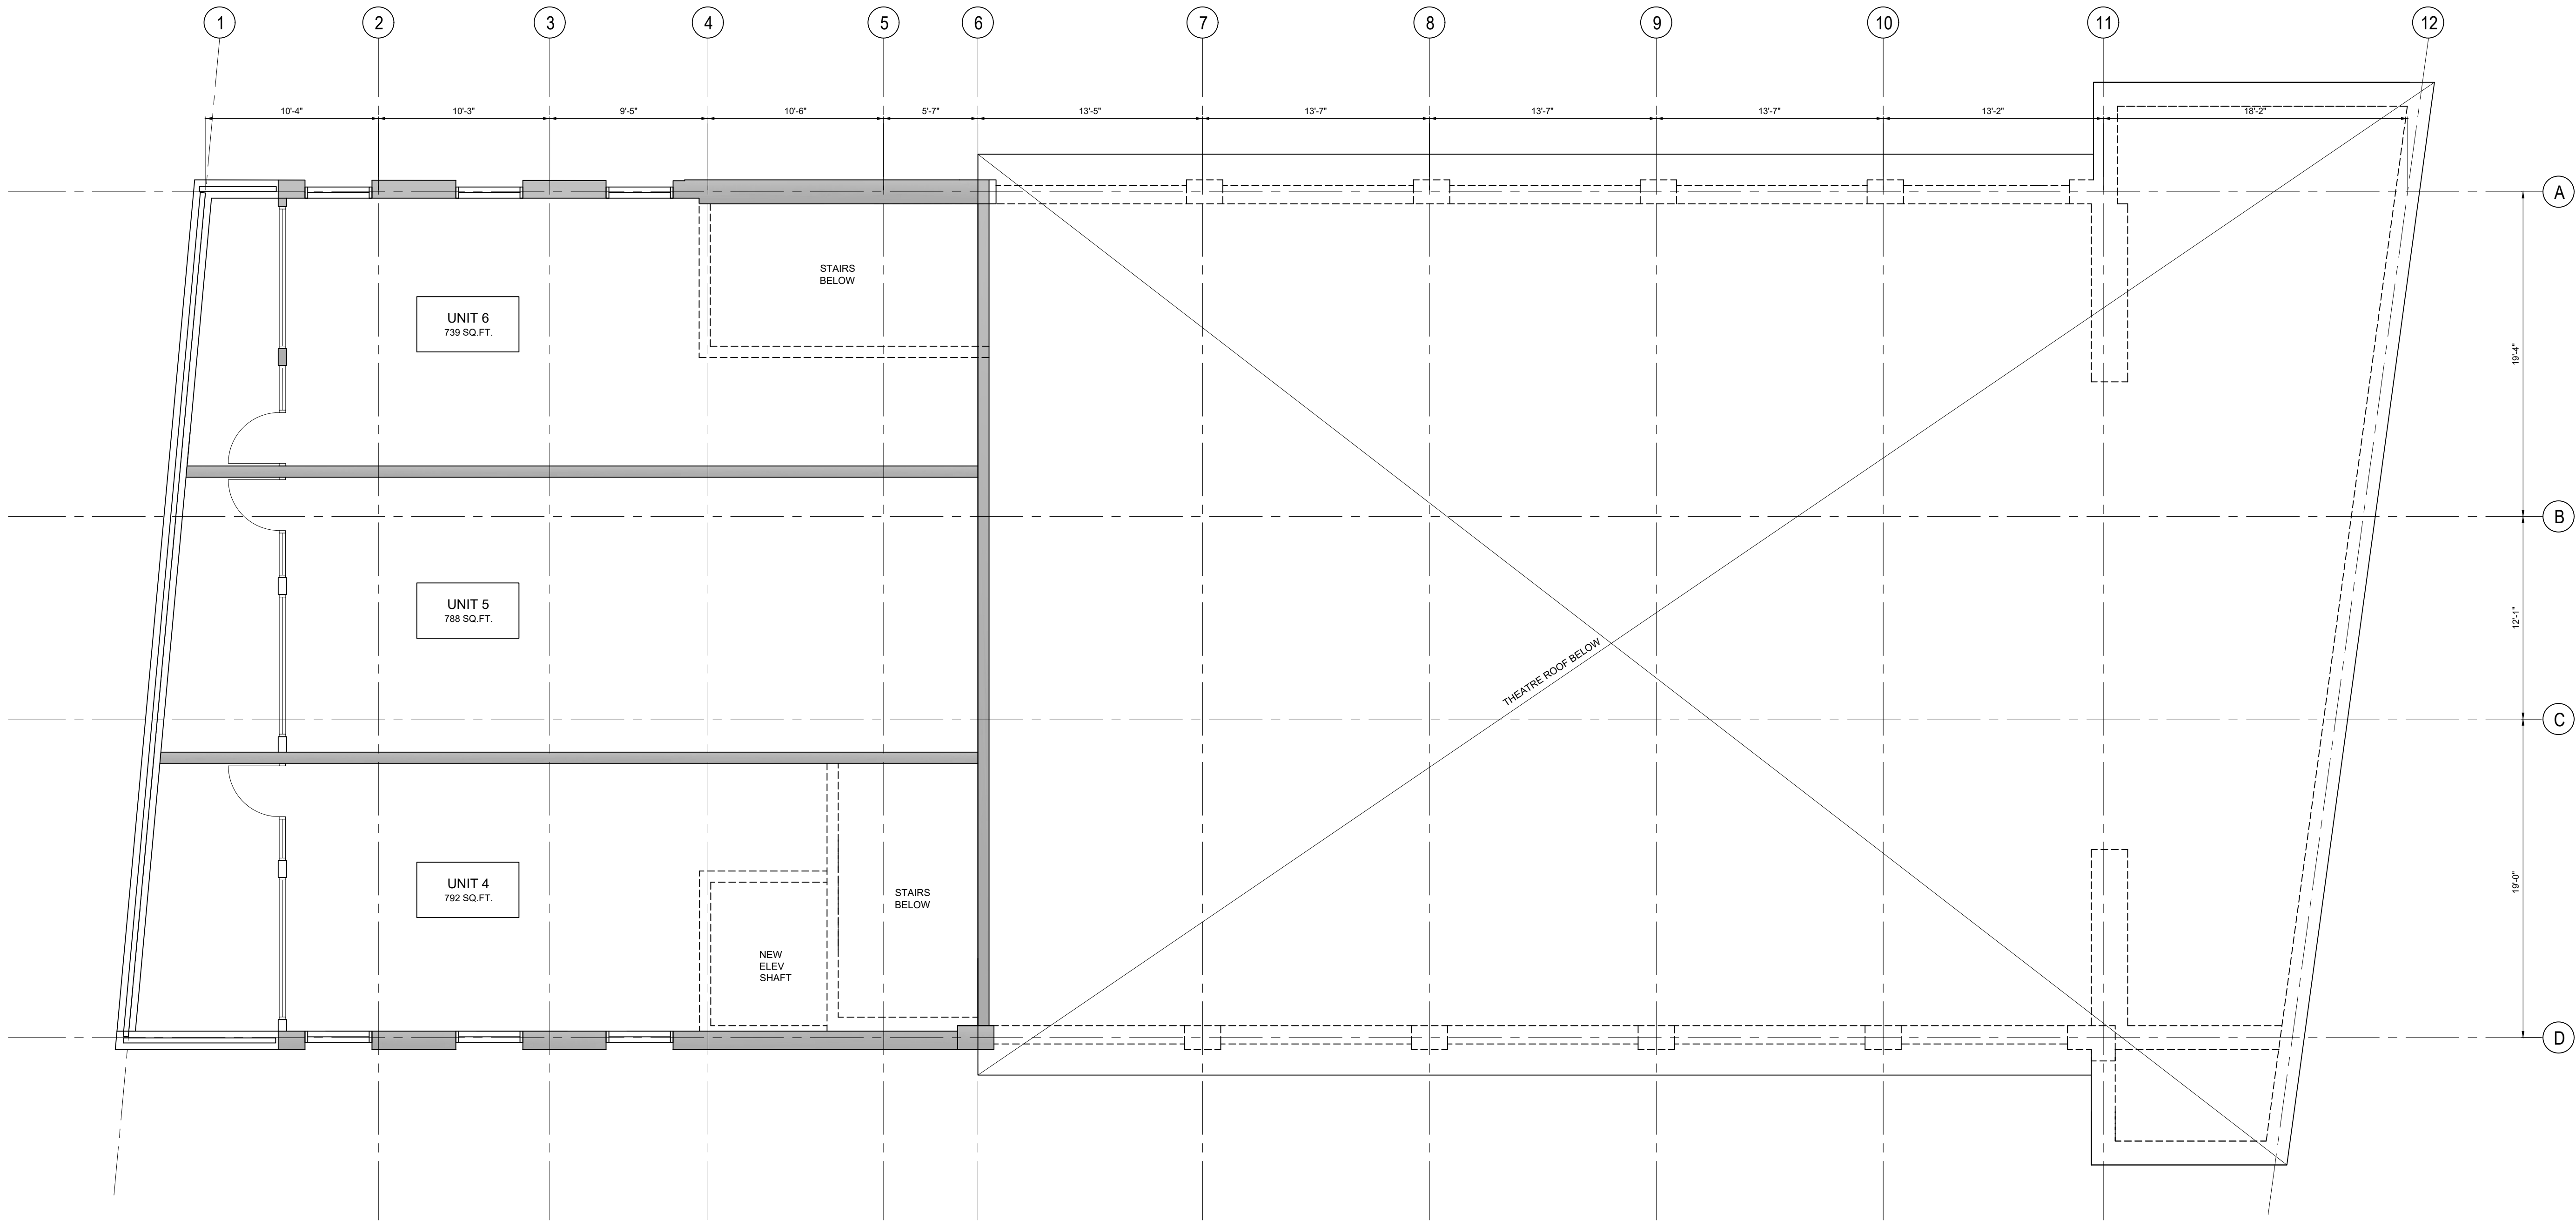 1
2
3
4
5
6
7
8
9
10
11
12
10'-4"
10'-3"
9'-5"
10'-6"
5'-7"
13'-5"
13'-7"
13'-7"
13'-7"
13'-2"
18'-2"
A
STAIRS
BELOW
UNIT 6
739 SQ.FT.
19'-4"
B
UNIT 5
788 SQ.FT.
12'-1"
THEATRE ROOF BELOW
C
UNIT 4
792 SQ.FT.
STAIRS
BELOW
19'-0"
NEW
ELEV
SHAFT
D